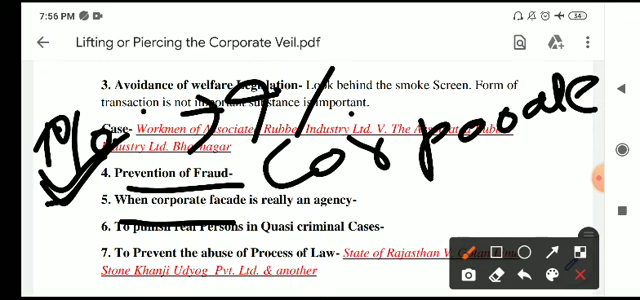 7:56 PM
34
Lifting or Piercing the Corporate Veil.pdf
3. Avoidance of welfare Legislation- Look behind the smoke Screen. Form of
transaction is not important substance is important.
Case- Workmen of Associated Rubber Industry Ltd. V. The
Industry Ltd. Bhavnagar
4. Prevention of Fraud-
5. When corporate facade is really an agency-
6. To punish real Persons in Quasi criminal Cases-
7. To Prevent the abuse of Process of Law- State of Rajasthan V.
Stone Khanji Udyog Pvt. Ltd. & another